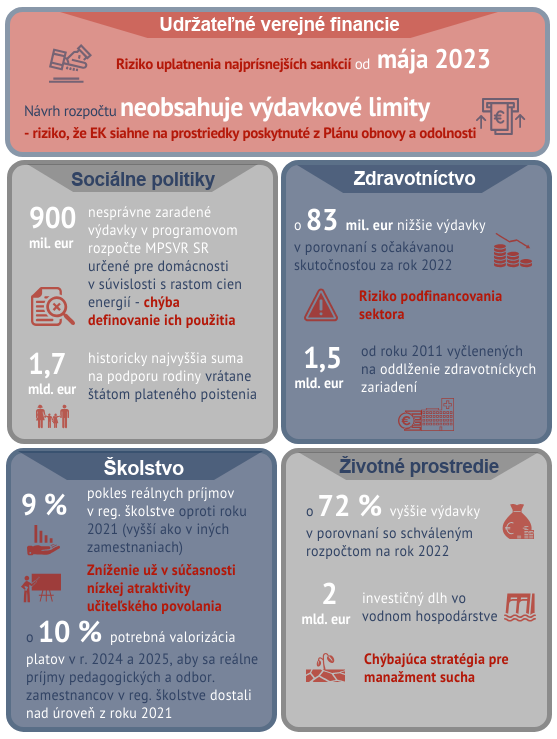 Udržateľné verejné financie
Riziko uplatnenia najprísnejších sankcií od mája 2023
Návrh rozpočtu neobsahuje výdavkové limity
- riziko, že EK siahne na prostriedky poskytnuté z Plánu obnovy a odolnosti
Sociálne politiky
900
mil. eur
nesprávne zaradené
výdavky v programovom
rozpočte MPSVR SR
určené pre domácnosti
v súvislosti s rastom cien
energií - chýba
definovanie ich použitia
1,7
mld. eur
historicky najvyššia suma
na podporu rodiny vrátane
štátom plateného poistenia
Zdravotníctvo
o 83 mil. eur nižšie výdavky
v porovnaní s očakávanou
skutočnosťou za rok 2022
Riziko podfinancovania
sektora
1,5
mld. eur
od roku 2011 vyčlenených
na oddlženie zdravotníckych
zariadení
Školstvo
9 %
pokles reálnych príjmov
v reg. školstve oproti roku
2021 (vyšší ako v iných
zamestnaniach)
Zníženie už v súčasnosti
nízkej atraktivity
učiteľského povolania
o 10 % potrebná valorizácia
platov v r. 2024 a 2025, aby sa reálne
príjmy pedagogických a odbor.
zamestnancov v reg. školstve dostali
nad úroveň z roku 2021
Životné prostredie
o 72 % vyššie výdavky
v porovnaní so schváleným
rozpočtom na rok 2022
2
mld. eur
investičný dlh vo
vodnom hospodárstve
Chýbajúca stratégia pre
manažment sucha